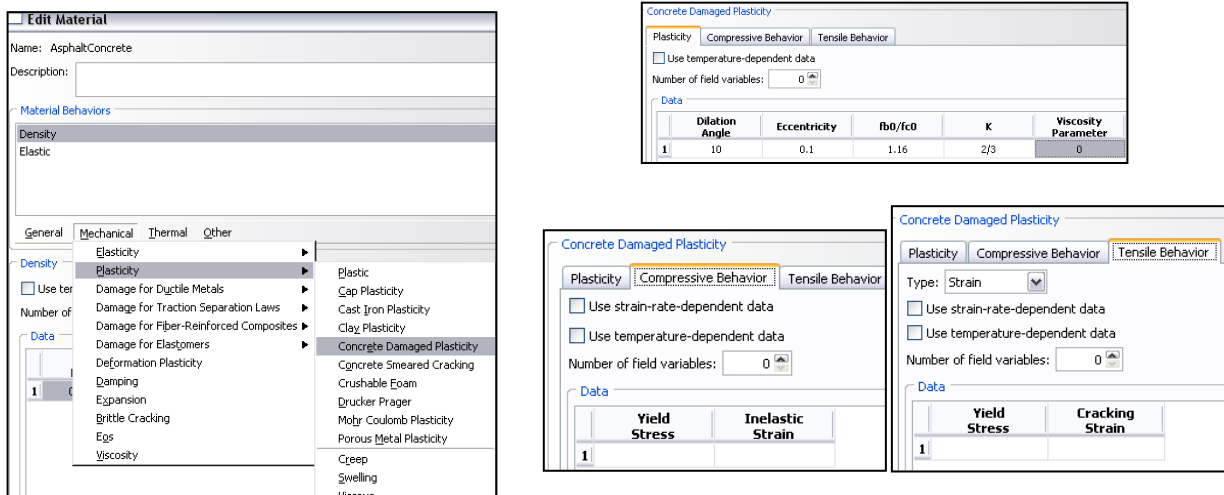 Edit Material
Name: AsphaltConcrete
Description:
Material Behaviors
Density
Elastic
General Mechanical Thermal Other
Elasticity
Plasticity
Damage for Ductile Metals
Damage for Traction Separation Laws
Damage for Fiber-Reinforced Composites
Damage for Elastomers
Deformation Plasticity
Damping
Expansion
Brittle Cracking
Eos
Viscosity
Plastic
Cap Plasticity
Cast Iron Plasticity
Clay Plasticity
Concrete Damaged Plasticity
Concrete Smeared Cracking
Crushable Foam
Drucker Prager
Mohr Coulomb Plasticity
Porous Metal Plasticity
Creep
Swelling
Density
Use ter
Number of
Data
1 0
Concrete Damaged Plasticity
Plasticity Compressive Behavior Tensile Behavior
Use temperature-dependent data
Number of field variables: 0
Data
Dilation Angle Eccentricity fb0/fc0 K Viscosity Parameter
1 10 0.1 1.16 2/3 0
Concrete Damaged Plasticity
Plasticity Compressive Behavior Tensile Behavior
Use strain-rate-dependent data
Use temperature-dependent data
Number of field variables: 0
Data
Yield Stress Inelastic Strain
1
Concrete Damaged Plasticity
Plasticity Compressive Behavior Tensile Behavior
Type: Strain
Use strain-rate-dependent data
Use temperature-dependent data
Number of field variables: 0
Data
Yield Stress Cracking Strain
1